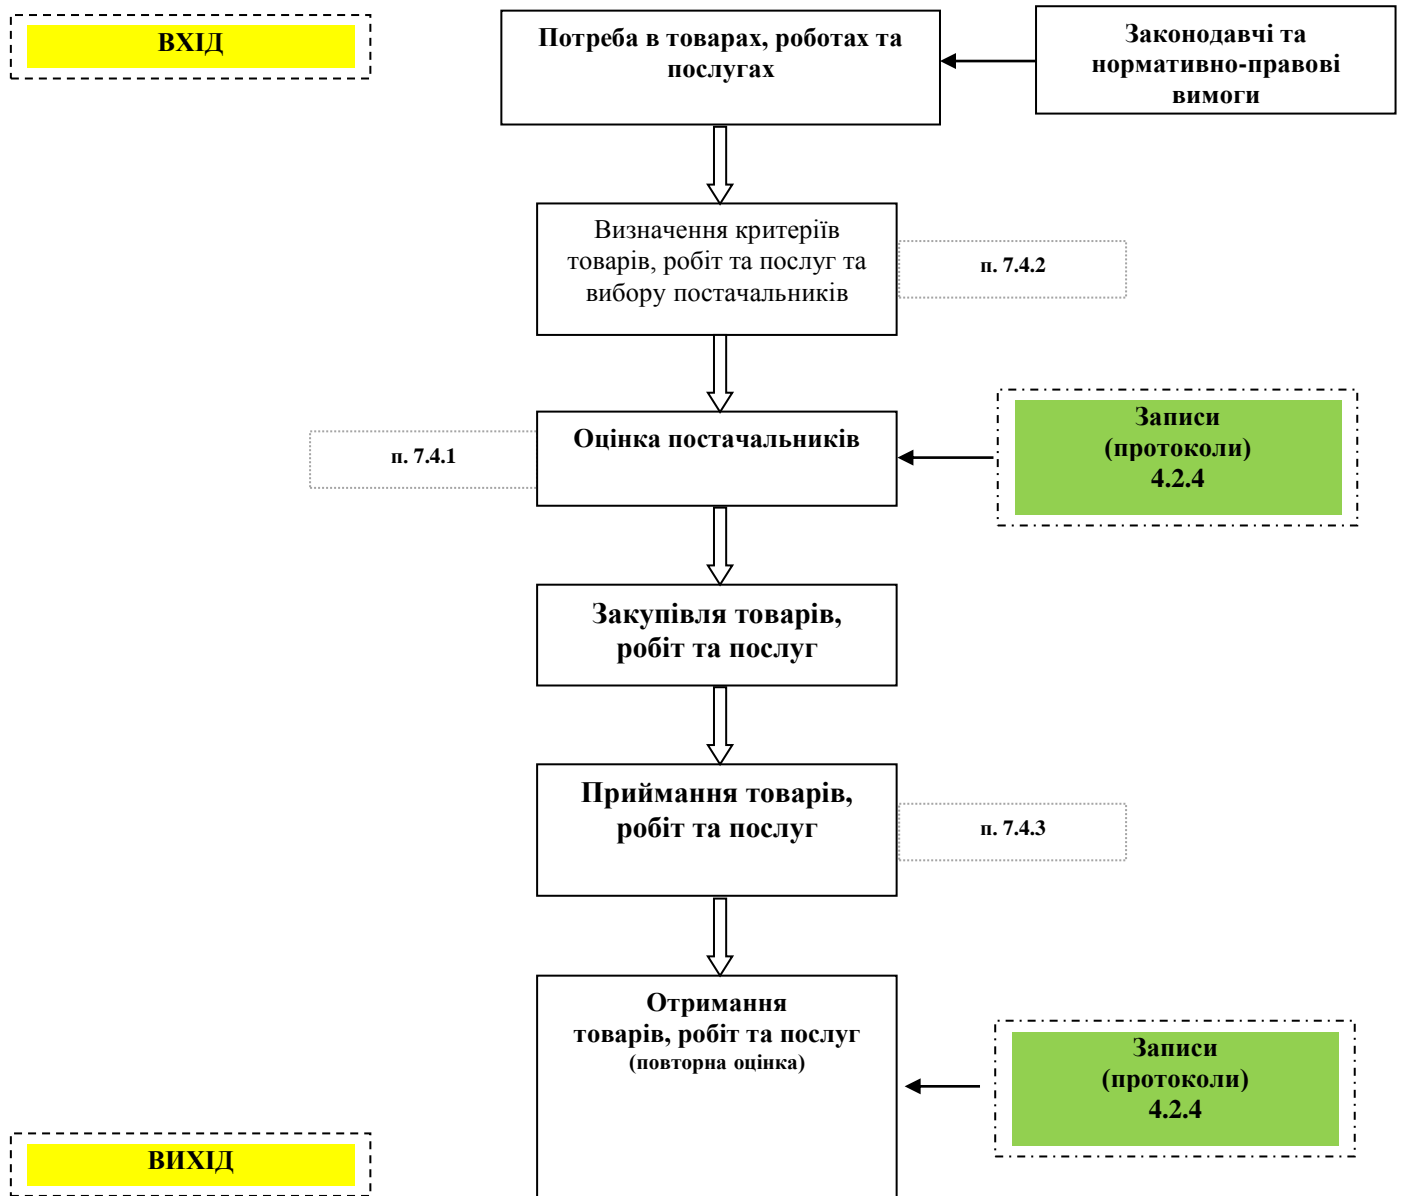 ВХІД
Потреба в товарах, роботах та
послугах
Законодавчі та
нормативно-правові
вимоги
Визначення критеріїв
товарів, робіт та послуг та
вибору постачальників
п. 7.4.2
п. 7.4.1
Оцінка постачальників
Записи
(протоколи)
4.2.4
Закупівля товарів,
робіт та послуг
Приймання товарів,
робіт та послуг
п. 7.4.3
Отримання
товарів, робіт та послуг
(повторна оцінка)
Записи
(протоколи)
4.2.4
ВИХІД